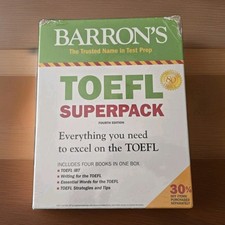 BARRON'S
The Trusted Name in Test Prep
TOEFL
SUPERPACK
FOURTH EDITION
Everything you need
to excel on the TOEFL
INCLUDES FOUR BOOKS IN ONE BOX
• TOEFL iBT
• Writing for the TOEFL
• Essential Words for the TOEFL
• TOEFL Strategies and Tips
30%